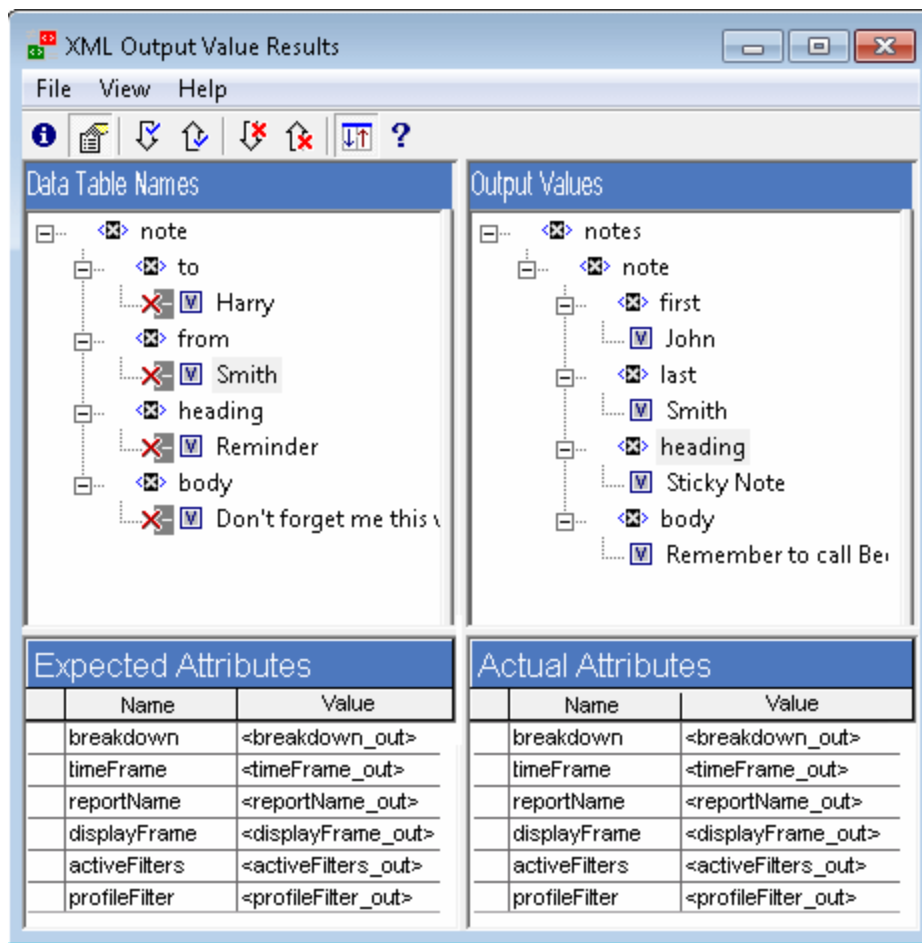 XML Output Value Results
File View Help
Data Table Names
note
to
Harry
from
Smith
heading
Reminder
body
Don't forget me this
Output Values
notes
note
first
John
last
Smith
heading
Sticky Note
body
Remember to call
Expected Attributes
Name Value
breakdown <breakdown_out>
timeFrame <timeFrame_out>
reportName <reportName_out>
displayFrame <displayFrame_out>
activeFilters <activeFilters_out>
profileFilter <profileFilter_out>
Actual Attributes
Name Value
breakdown <breakdown_out>
timeFrame <timeFrame_out>
reportName <reportName_out>
displayFrame <displayFrame_out>
activeFilters <activeFilters_out>
profileFilter <profileFilter_out>